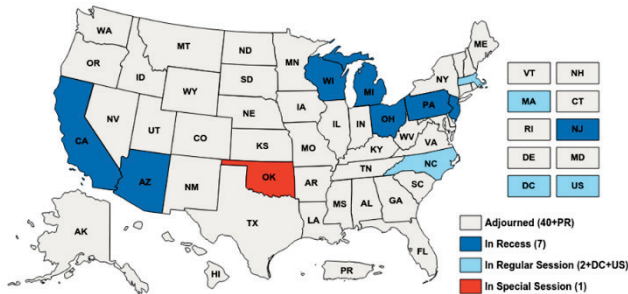 WA
MT
ND
MN
ME
OR
ID
SD
WI
MI
NY
WY
NE
IA
PA
NV
UT
CO
KS
MO
IL
IN
OH
WV
VA
KY
CA
AZ
NM
OK
AR
TN
NC
SC
MS
AL
GA
LA
TX
FL
AK
HI
PR
VT
NH
MA
CT
RI
NJ
DE
MD
DC
US
Adjourned (40+PR)
In Recess (7)
In Regular Session (2+DC+US)
In Special Session (1)